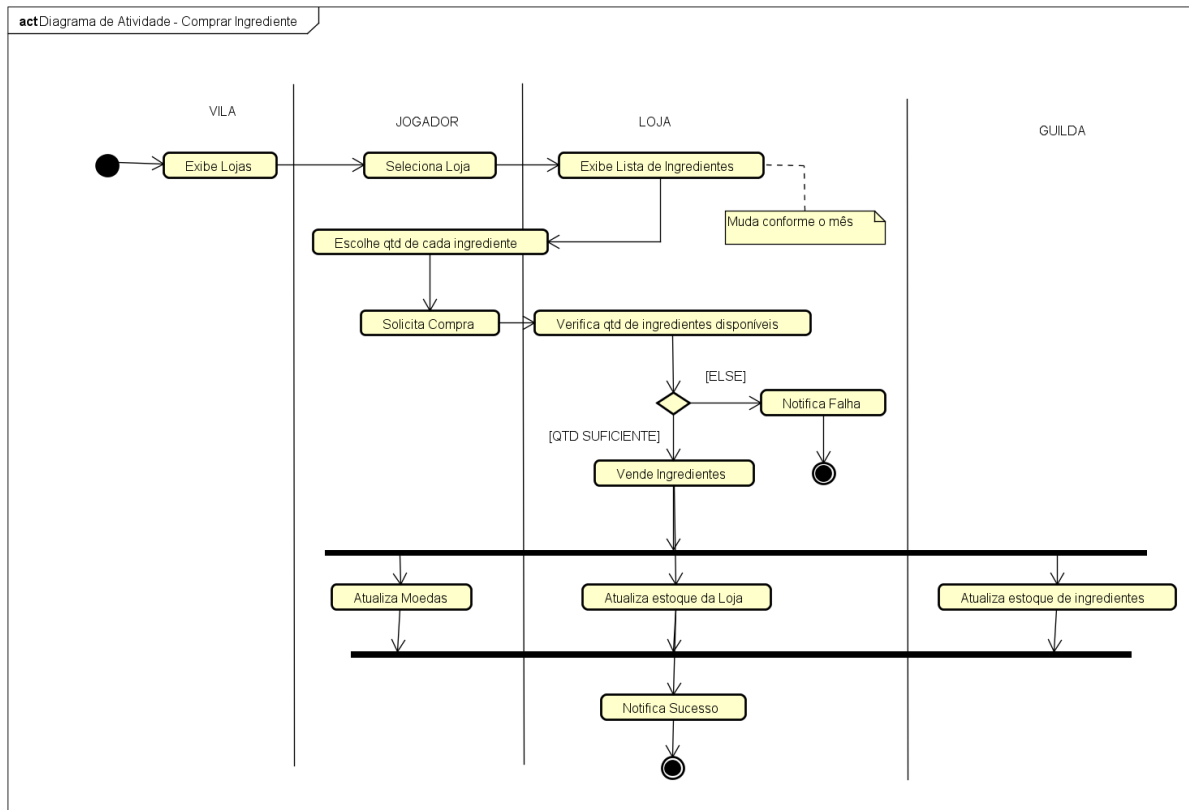 act Diagrama de Atividade - Comprar Ingrediente
VILA
JOGADOR
LOJA
GUILDA
Exibe Lojas
Seleciona Loja
Exibe Lista de Ingredientes
Muda conforme o mês
Escolhe qtd de cada ingrediente
Solicita Compra
Verifica qtd de ingredientes disponíveis
[ELSE]
Notifica Falha
[QTD SUFICIENTE]
Vende Ingredientes
Atualiza Moedas
Atualiza estoque da Loja
Atualiza estoque de ingredientes
Notifica Sucesso